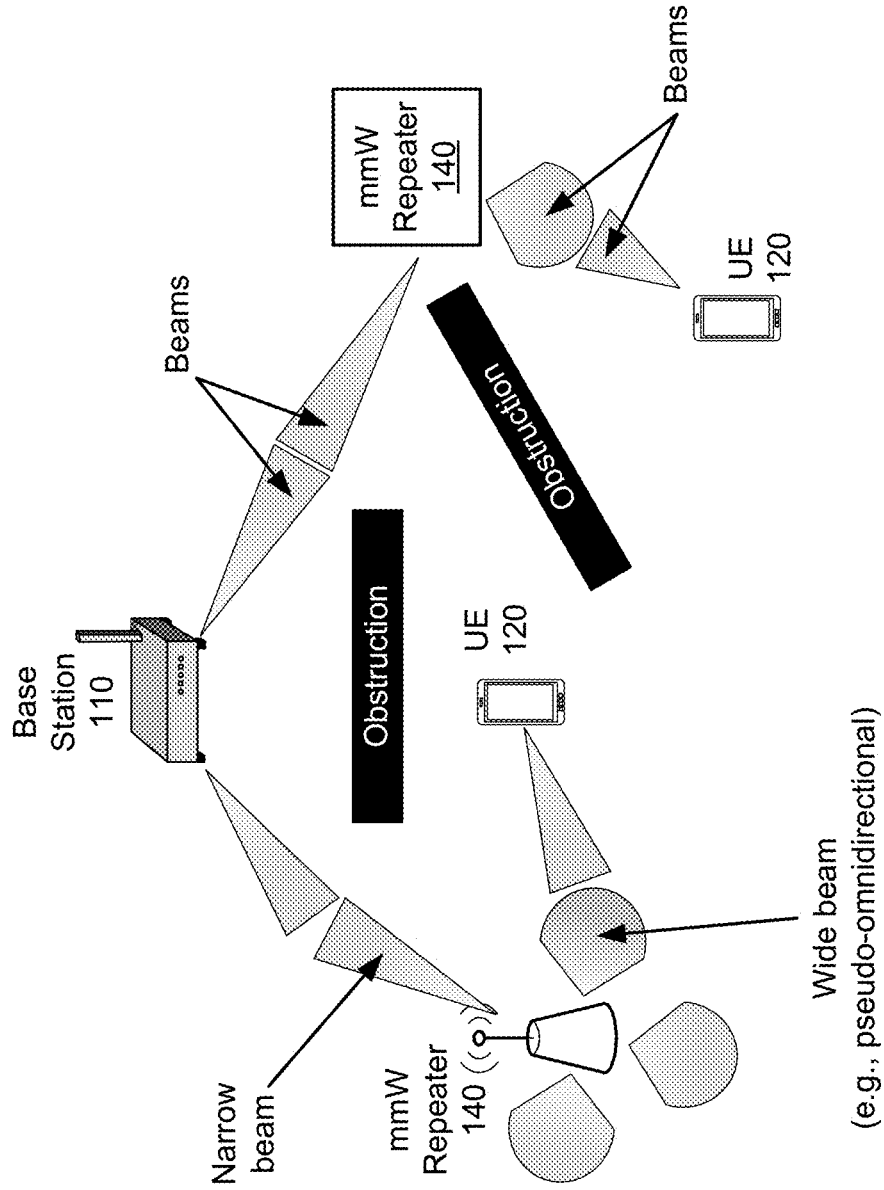 Base
Station
110
Narrow
beam
Beams
mmW
Repeater
140
Obstruction
Obstruction
mmW
Repeater
140
UE
120
Beams
UE
120
Wide beam
(e.g., pseudo-omnidirectional)